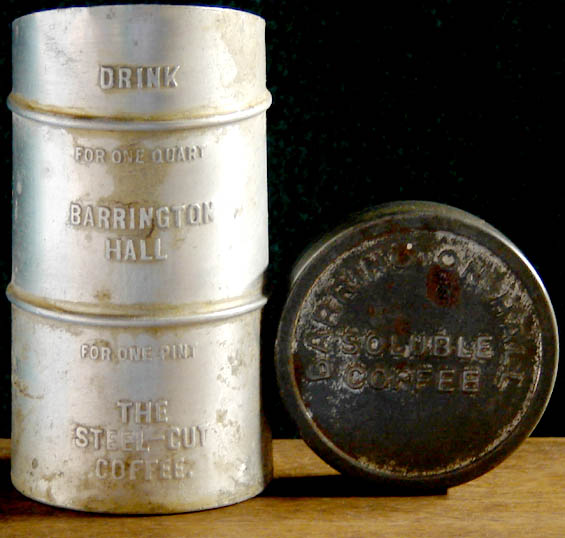 DRINK
FOR ONE QUART
BARRINGTON
HALL
FOR ONE PINT
THE
STEEL-CUT
COFFEE.
BARRINGTON HALL
SOLUBLE
COFFEE